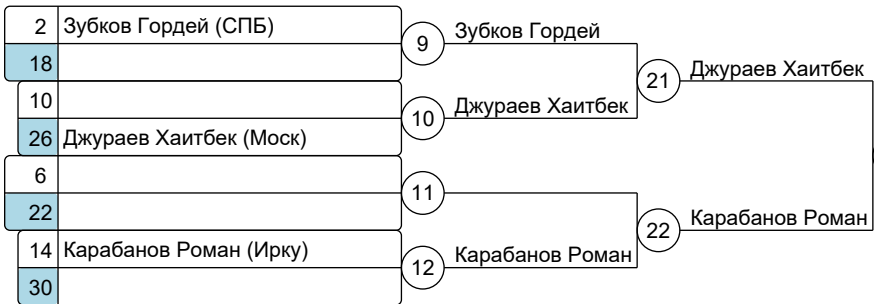 2 Зубков Гордей (СПБ)
18
9 Зубков Гордей
10
26 Джураев Хаитбек (Моск)
10 Джураев Хаитбек
21 Джураев Хаитбек
6
22
11
14 Карабанов Роман (Ирку)
30
12 Карабанов Роман
22 Карабанов Роман